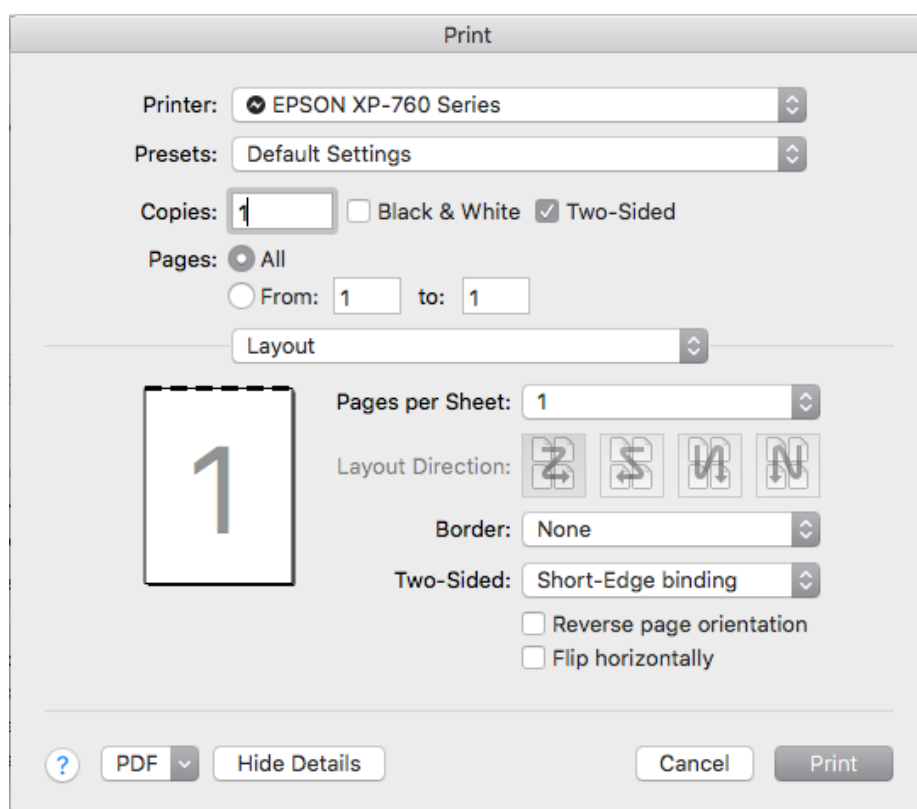 Print
Printer: EPSON XP-760 Series
Presets: Default Settings
Copies: 1 Black & White Two-Sided
Pages: All
From: 1 to: 1
Layout
1
Pages per Sheet: 1
Layout Direction:
Border: None
Two-Sided: Short-Edge binding
Reverse page orientation
Flip horizontally
? PDF Hide Details Cancel Print